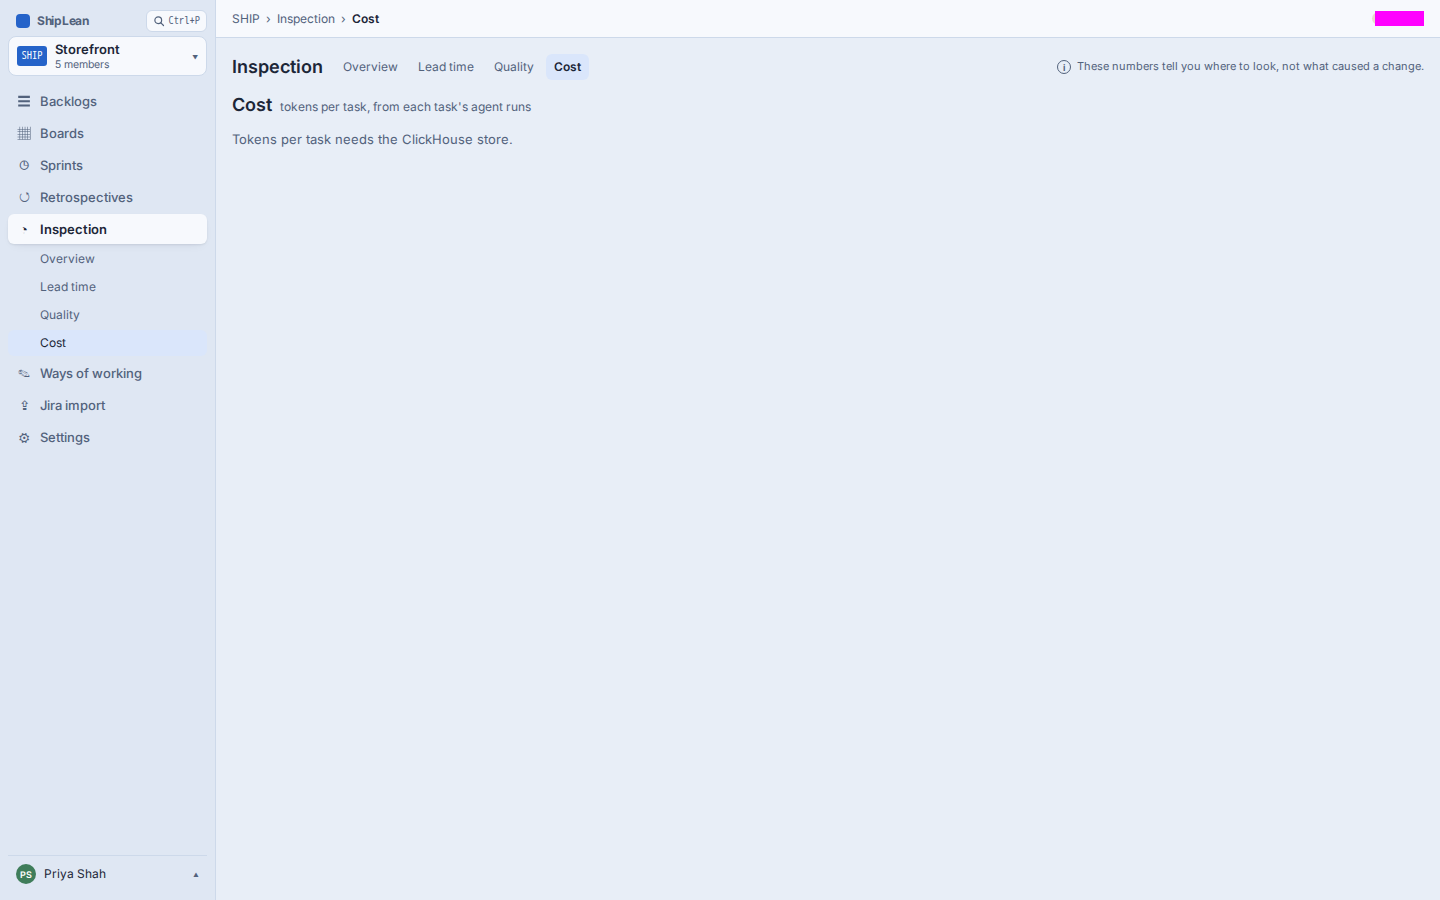 ShipLean
Ctrl+P
SHIP
Storefront
5 members
Backlogs
Boards
Sprints
Retrospectives
Inspection
Overview
Lead time
Quality
Cost
Ways of working
Jira import
Settings
PS
Priya Shah
SHIP › Inspection › Cost
Inspection
Overview
Lead time
Quality
Cost
These numbers tell you where to look, not what caused a change.
Cost tokens per task, from each task's agent runs
Tokens per task needs the ClickHouse store.